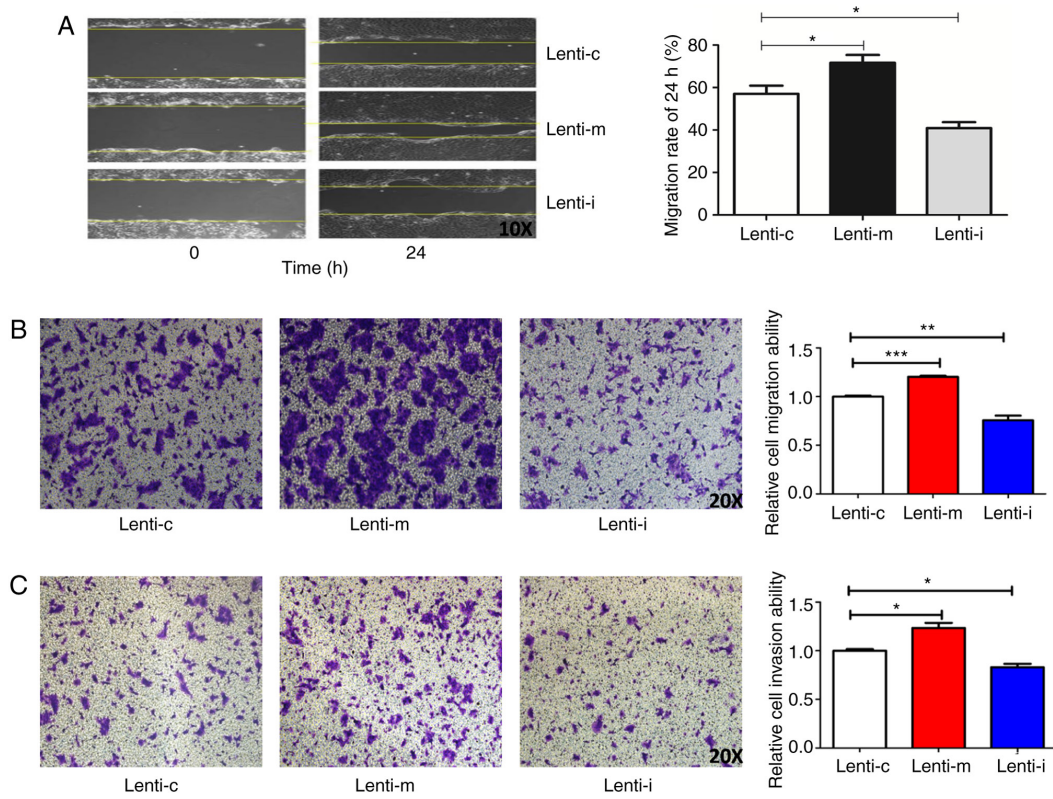 A
Lenti-c
Lenti-m
Lenti-i
10X
0
24
Time (h)
Migration rate of 24 h (%)
80
60
40
20
0
*
*
Lenti-c
Lenti-m
Lenti-i
B
20X
Lenti-c
Lenti-m
Lenti-i
Relative cell migration ability
1.5
1.0
0.5
0.0
**
***
Lenti-c
Lenti-m
Lenti-i
C
20X
Lenti-c
Lenti-m
Lenti-i
Relative cell invasion ability
1.5
1.0
0.5
0.0
*
*
Lenti-c
Lenti-m
Lenti-i